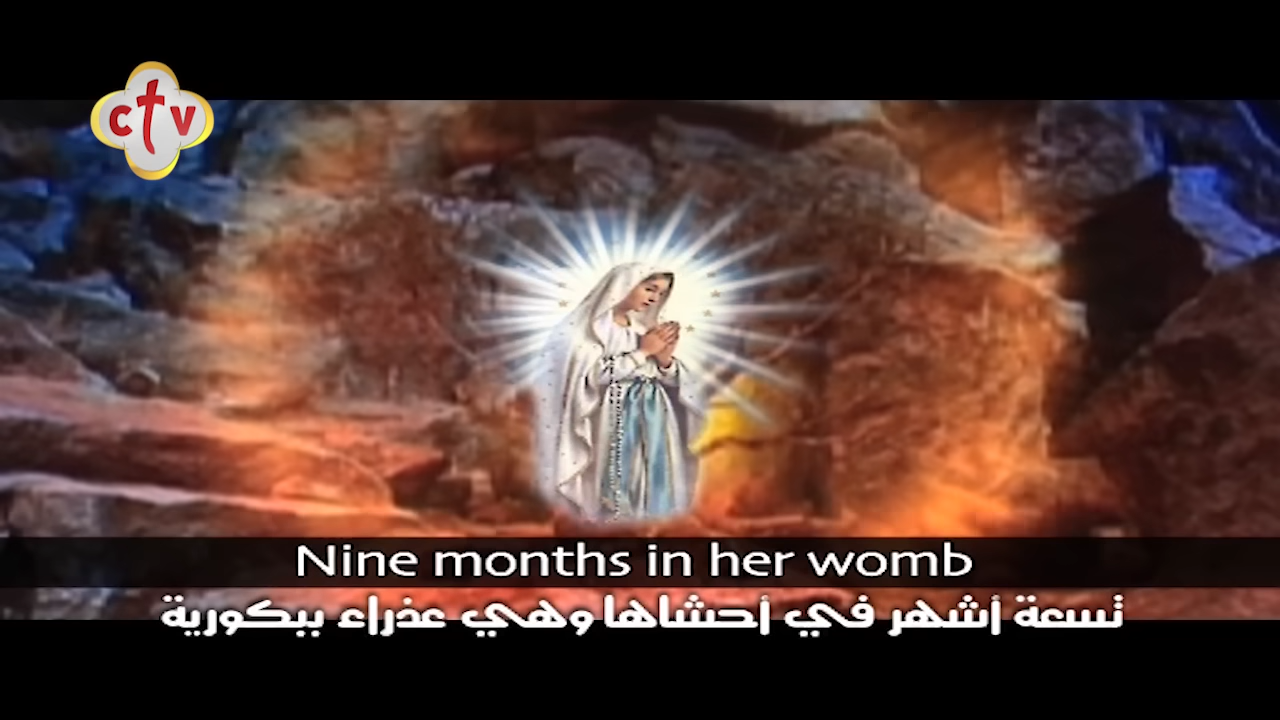 ctv
Nine months in her womb
تسعة أشهر في أحشاها وهي عذراء ببكورية